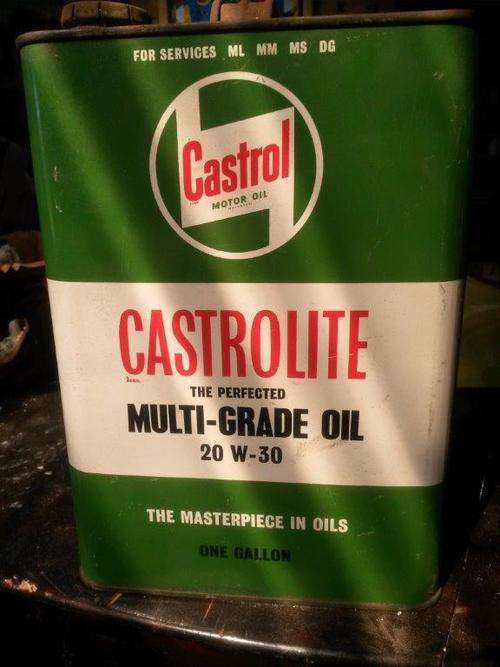 FOR SERVICES ML MM MS DG
Castrol
MOTOR OIL
CASTROLITE
THE PERFECTED
MULTI-GRADE OIL
20 W-30
THE MASTERPIECE IN OILS
ONE GALLON